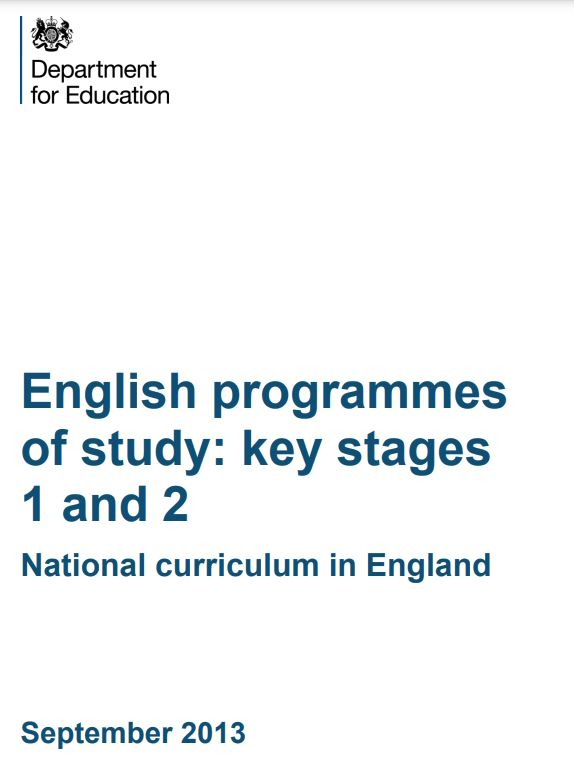 Department
for Education
English programmes
of study: key stages
1 and 2
National curriculum in England
September 2013